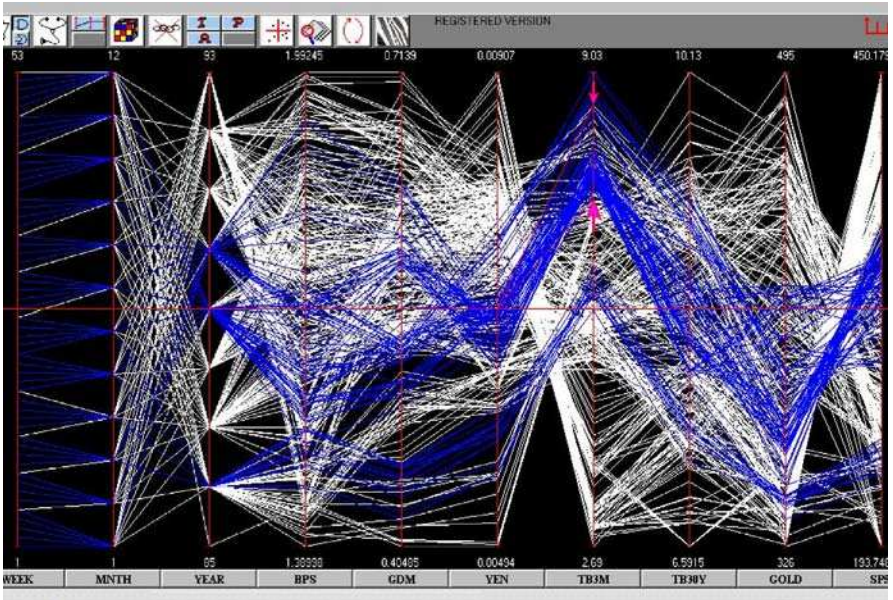 I P REGISTERED VERSION
A
53 12 93 1.99245 0.7139 0.00907 9.03 10.13 495 450.179
1 1 85 0.40485 0.00494 2.69 6.5915 326 193.748
WEEK MNTH YEAR BPS GDM YEN TB3M TB30Y GOLD SP5